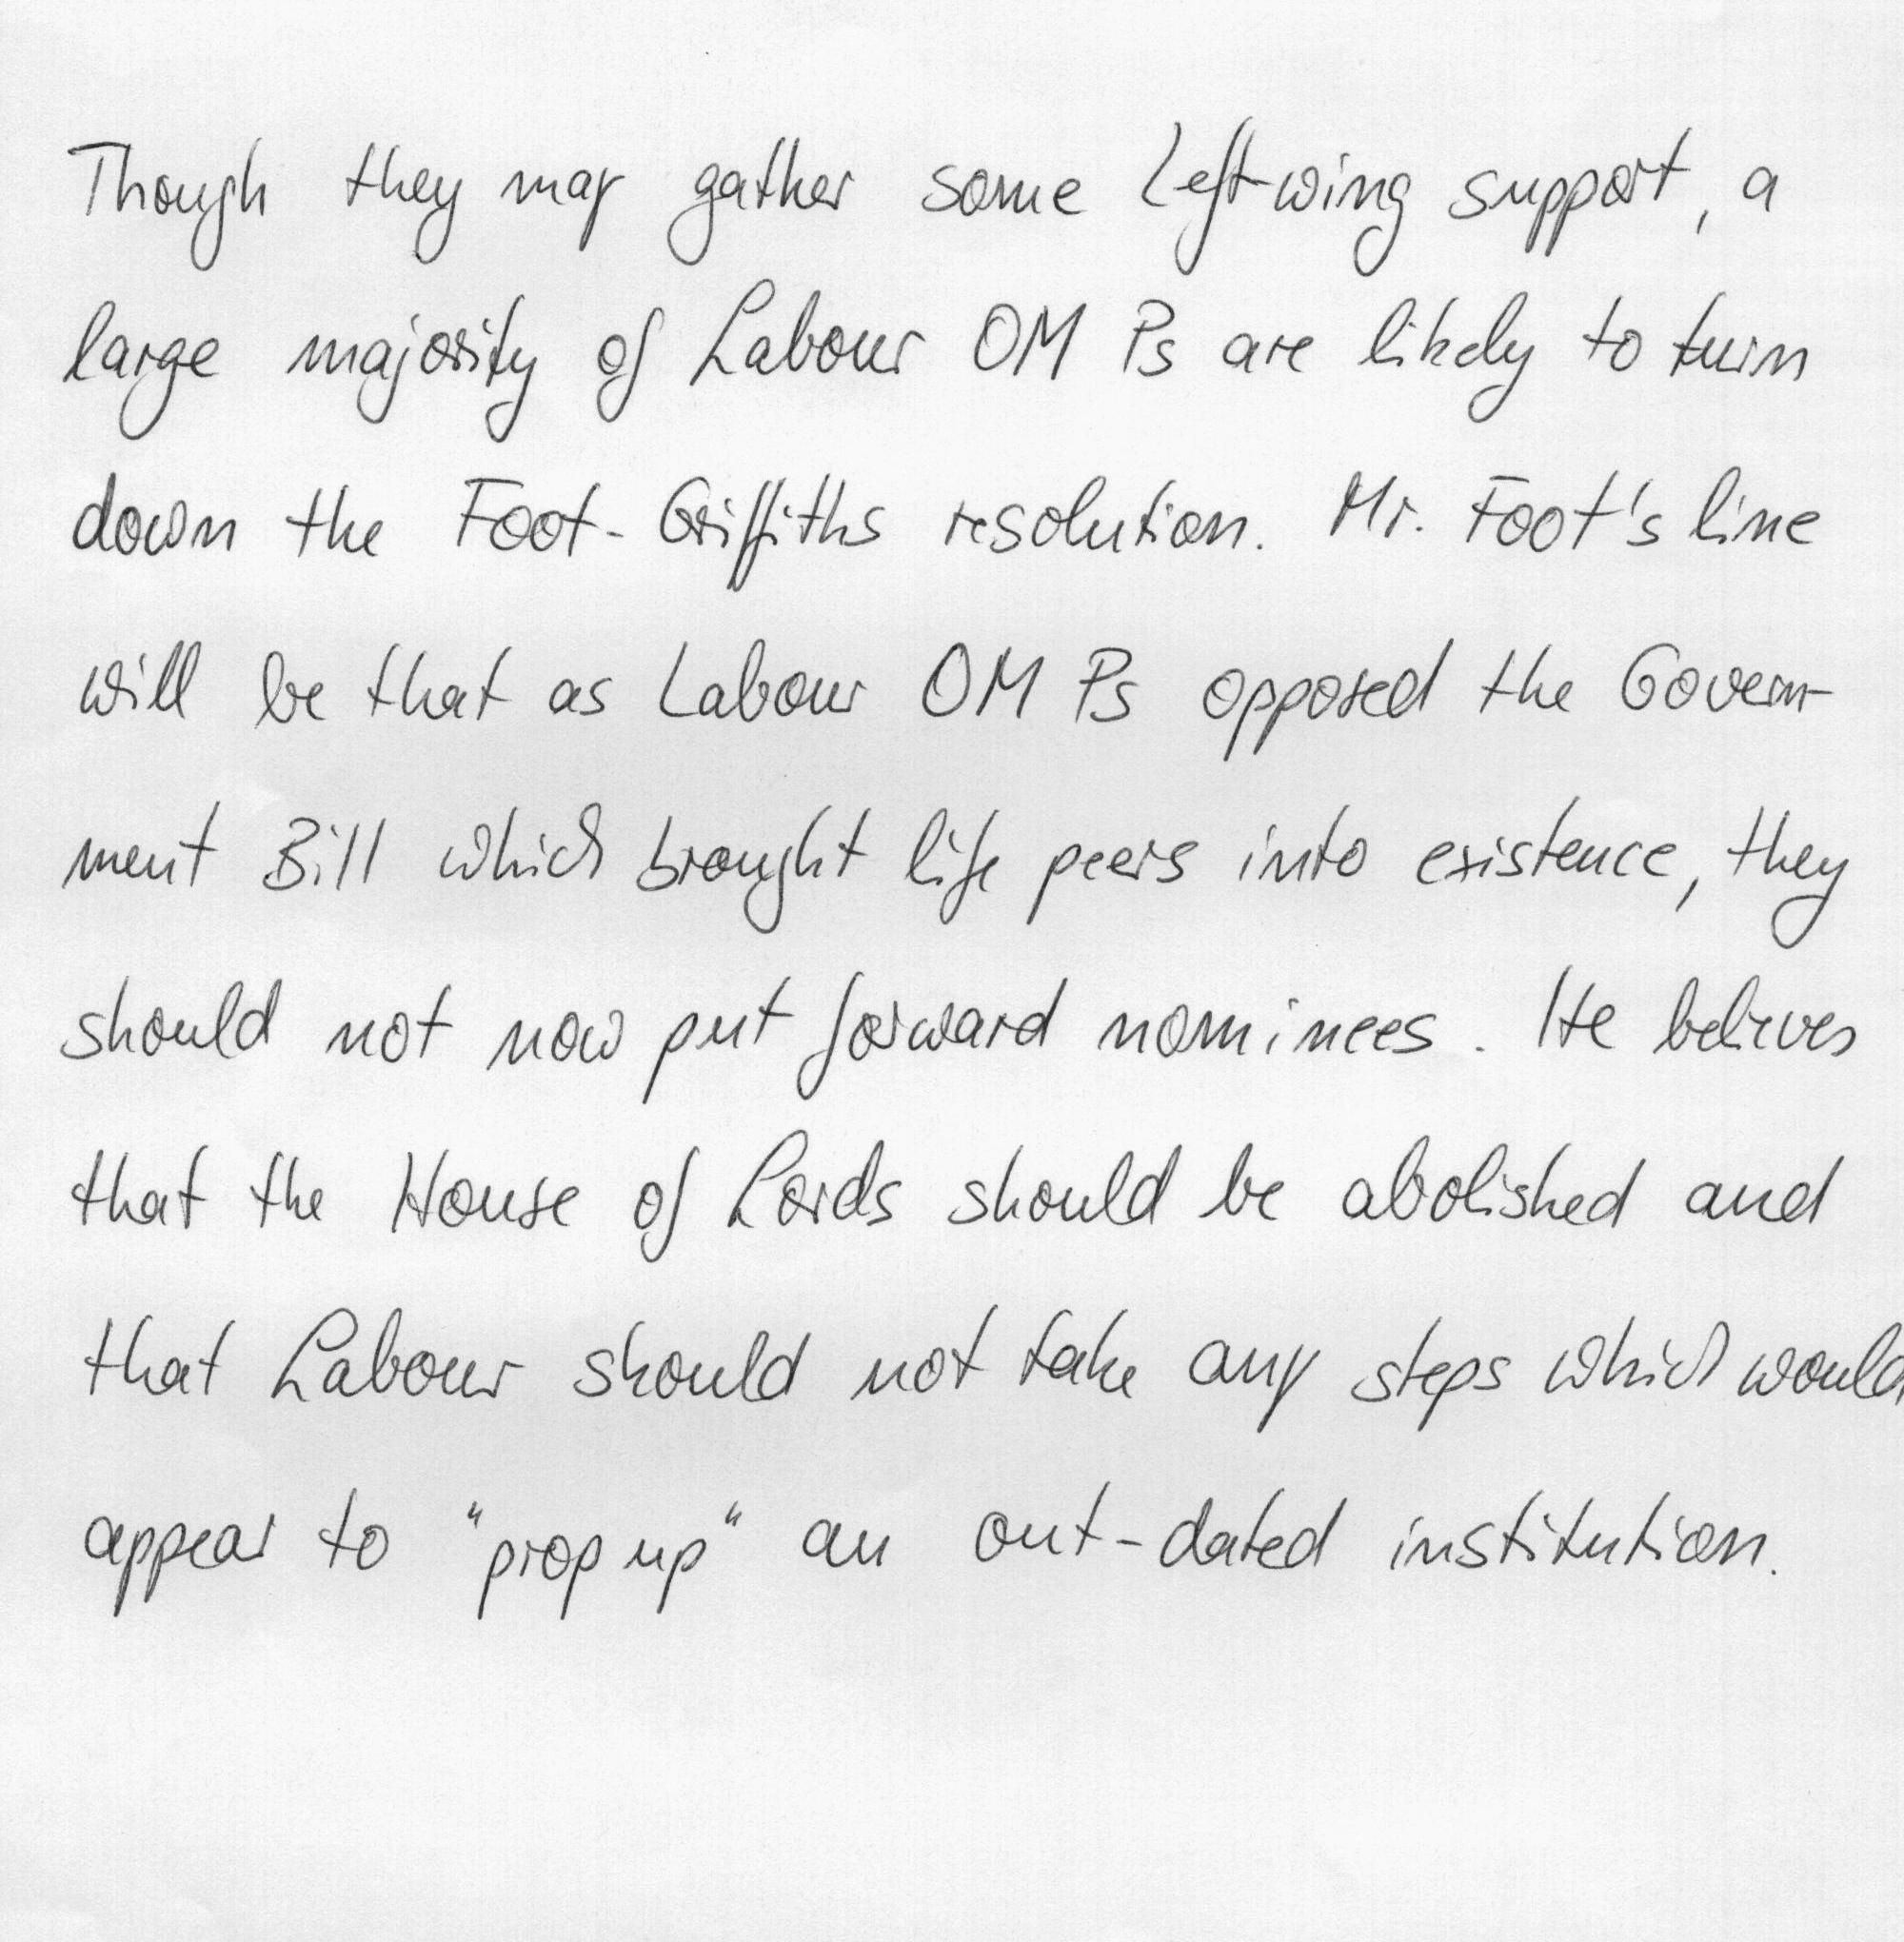 Though they may gather some Left-wing support, a
large majority of Labour OM Ps are likely to turn
down the Foot-Griffiths resolution. Mr. Foot's line
will be that as Labour OM Ps opposed the Govern-
ment Bill which brought life peers into existence, they
should not now put forward nominees. He believes
that the House of Lords should be abolished and
that Labour should not take any steps which would
appear to "prop up" an out-dated institution.